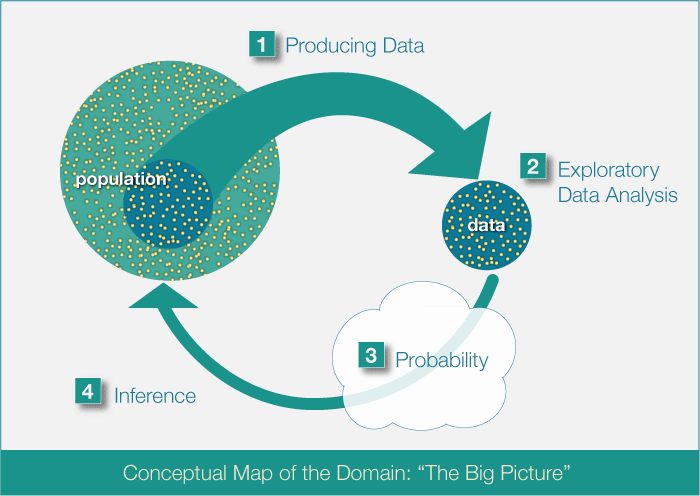 1 Producing Data
population
2 Exploratory
Data Analysis
data
3 Probability
4 Inference
Conceptual Map of the Domain: “The Big Picture”